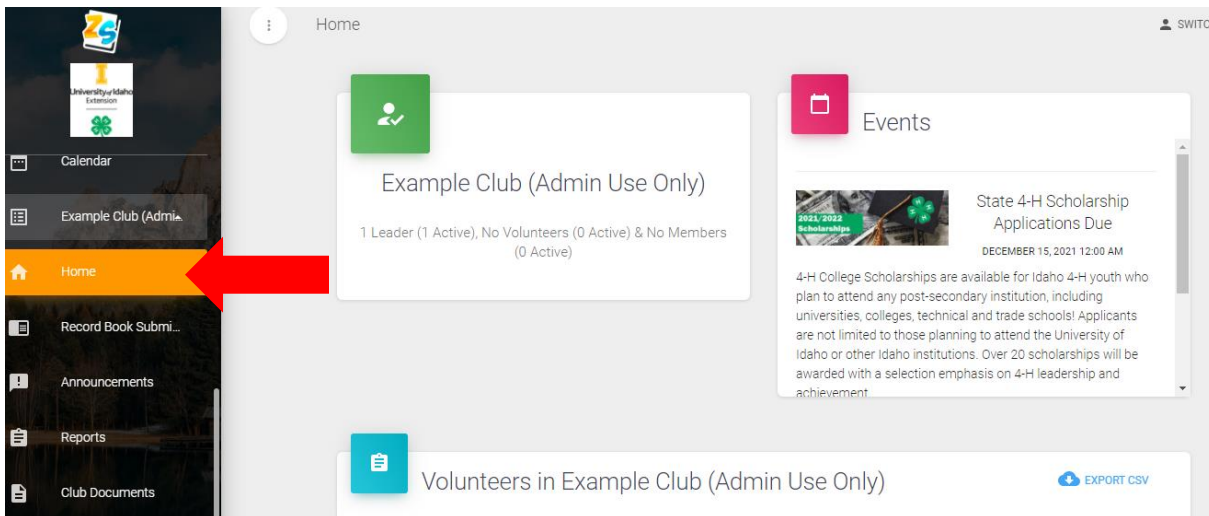 ZS
University of Idaho
Extension
Calendar
Example Club (Admi
Home
Record Book Submi...
Announcements
Reports
Club Documents
Home
SWITC
Example Club (Admin Use Only)
1 Leader (1 Active), No Volunteers (0 Active) & No Members
(0 Active)
Events
2021/2022
Scholarships
State 4-H Scholarship
Applications Due
DECEMBER 15, 2021 12:00 AM
4-H College Scholarships are available for Idaho 4-H youth who
plan to attend any post-secondary institution, including
universities, colleges, technical and trade schools! Applicants
are not limited to those planning to attend the University of
Idaho or other Idaho institutions. Over 20 scholarships will be
awarded with a selection emphasis on 4-H leadership and
achievement
Volunteers in Example Club (Admin Use Only)
EXPORT CSV